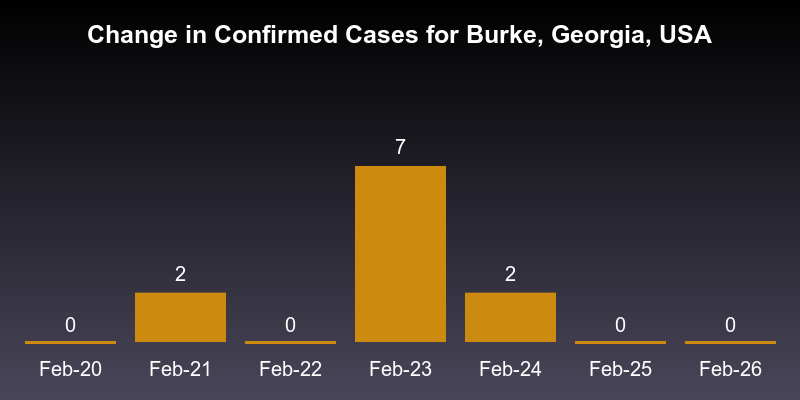 Change in Confirmed Cases for Burke, Georgia, USA
7
2 2
0 0 0 0
Feb-20 Feb-21 Feb-22 Feb-23 Feb-24 Feb-25 Feb-26